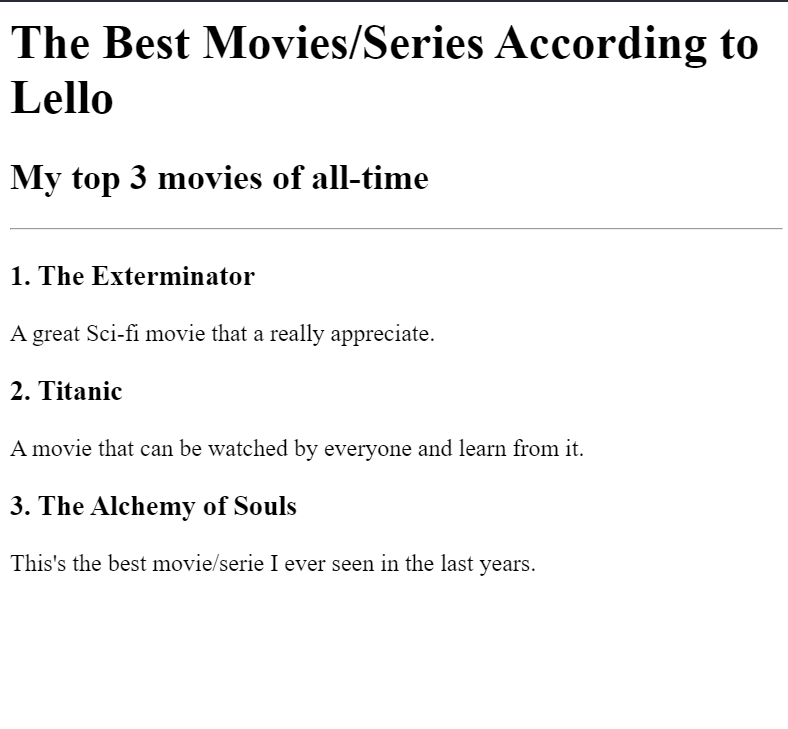 The Best Movies/Series According to
Lello
My top 3 movies of all-time
1. The Exterminator
A great Sci-fi movie that a really appreciate.
2. Titanic
A movie that can be watched by everyone and learn from it.
3. The Alchemy of Souls
This's the best movie/serie I ever seen in the last years.